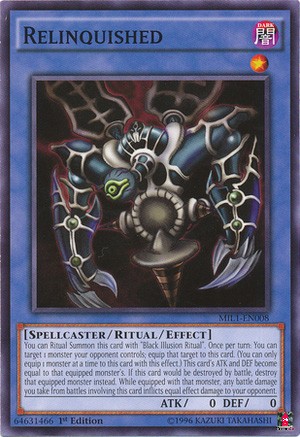 RELINQUISHED
DARK
闇
MIL1-EN008
[SPELLCASTER/RITUAL/EFFECT]
You can Ritual Summon this card with "Black Illusion Ritual". Once per turn: You can
target 1 monster your opponent controls; equip that target to this card. (You can only
equip 1 monster at a time to this card with this effect.) This card's ATK and DEF become
equal to that equipped monster's. If this card would be destroyed by battle, destroy
that equipped monster instead. While equipped with that monster, any battle damage
you take from battles involving this card inflicts equal effect damage to your opponent.
ATK/ 0 DEF/ 0
64631466 1st Edition ©1996 KAZUKI TAKAHASHI